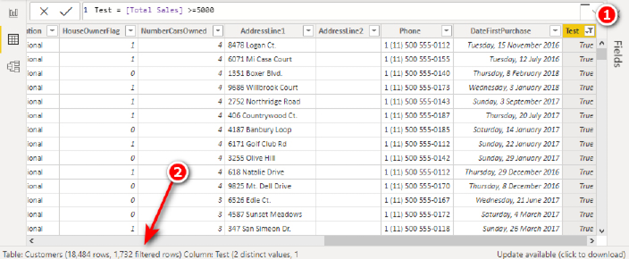 1 Test = [Total Sales] >=5000
1
tion HouseOwnerFlag NumberCarsOwned AddressLine1 AddressLine2 Phone DateFirstPurchase Test
ional 1 4 8478 Logan Ct. 1 (11) 500 555-0112 Tuesday, 15 November 2016 True
ional 1 4 6071 Mi Casa Court 1 (11) 500 555-0155 Tuesday, 12 July 2016 True
ional 0 4 1351 Boxer Blvd. 1 (11) 500 555-0140 Thursday, 8 February 2018 True
ional 1 4 9686 Willbrook Court 1 (11) 500 555-0173 Wednesday, 3 January 2018 True
ional 1 4 2752 Northridge Road 1 (11) 500 555-0143 Sunday, 3 September 2017 True
ional 1 4 406 Countrywood Ct. 1 (11) 500 555-0187 Thursday, 20 July 2017 True
ional 0 4 4187 Banbury Loop 1 (11) 500 555-0185 Saturday, 14 January 2017 True
ional 1 4 6171 Golf Club Rd 1 (11) 500 555-0112 Sunday, 22 January 2017 True
ional 0 4 3255 Olive Hill 1 (11) 500 555-0142 Sunday, 29 January 2017 True
ional 1 4 618 Natalie Drive 1 (11) 500 555-0112 Thursday, 29 December 2016 True
ional 0 4 9825 Mt. Dell Drive 1 (11) 500 555-0170 Thursday, 8 December 2016 True
ional 0 3 6526 Edie Ct. 1 (11) 500 555-0167 Wednesday, 21 June 2017 True
ional 0 3 4587 Sunset Meadows 1 (11) 500 555-0172 Saturday, 4 March 2017 True
ional 1 3 347 San Simeon Dr. 1 (11) 500 555-0118 Sunday, 26 March 2017 True
Fields
2
Table: Customers (18,484 rows, 1,732 filtered rows) Column: Test (2 distinct values, 1 Update available (click to download)